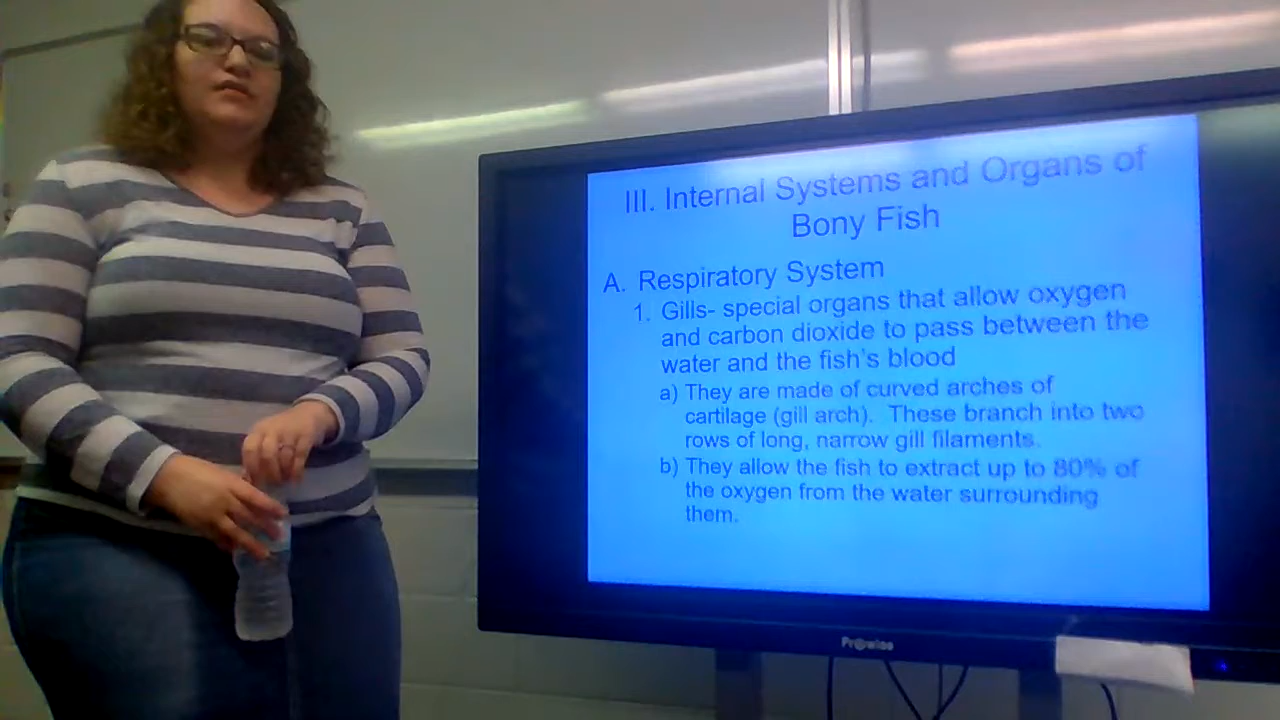 III. Internal Systems and Organs of
Bony Fish
A. Respiratory System
1. Gills- special organs that allow oxygen
and carbon dioxide to pass between the
water and the fish's blood
a) They are made of curved arches of
cartilage (gill arch). These branch into two
rows of long, narrow gill filaments.
b) They allow the fish to extract up to 80% of
the oxygen from the water surrounding
them.
Prowise